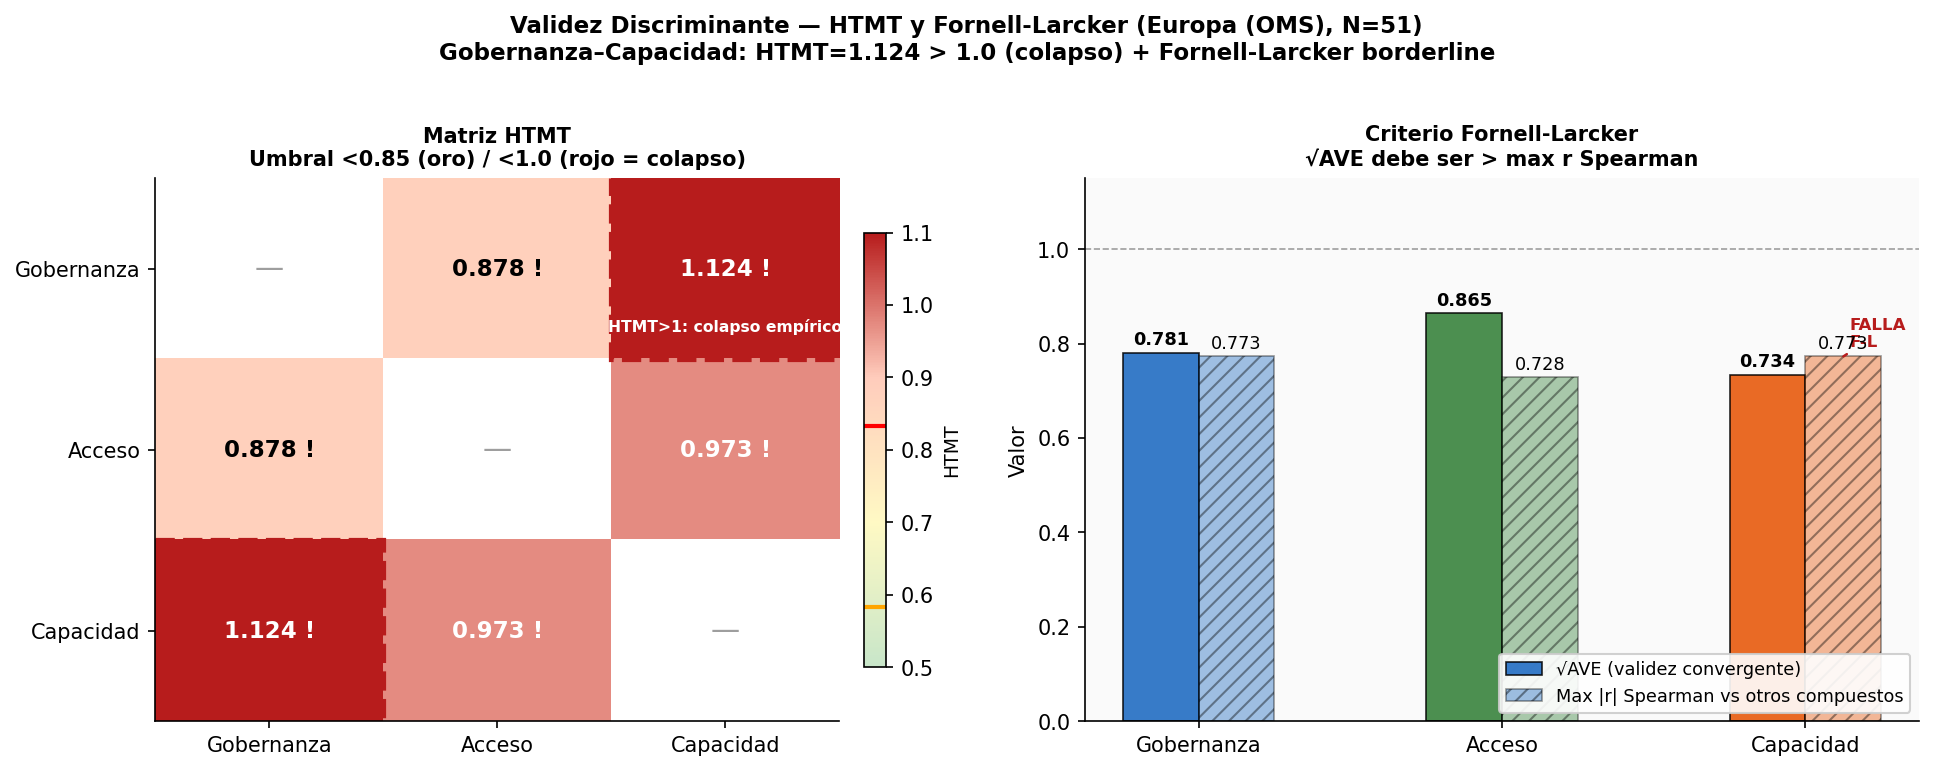 Validez Discriminante — HTMT y Fornell-Larcker (Europa (OMS), N=51)
Gobernanza–Capacidad: HTMT=1.124 > 1.0 (colapso) + Fornell-Larcker borderline
Matriz HTMT
Umbral <0.85 (oro) / <1.0 (rojo = colapso)
Gobernanza
—
0.878 !
1.124 !
HTMT>1: colapso empírico
Acceso
0.878 !
—
0.973 !
Capacidad
1.124 !
0.973 !
—
Gobernanza
Acceso
Capacidad
1.1
1.0
0.9
0.8
0.7
0.6
0.5
HTMT
Criterio Fornell-Larcker
√AVE debe ser > max r Spearman
Valor
1.0
0.8
0.6
0.4
0.2
0.0
0.781
0.773
0.865
0.728
0.734
0.773
FALLA
F-L
√AVE (validez convergente)
Max |r| Spearman vs otros compuestos
Gobernanza
Acceso
Capacidad